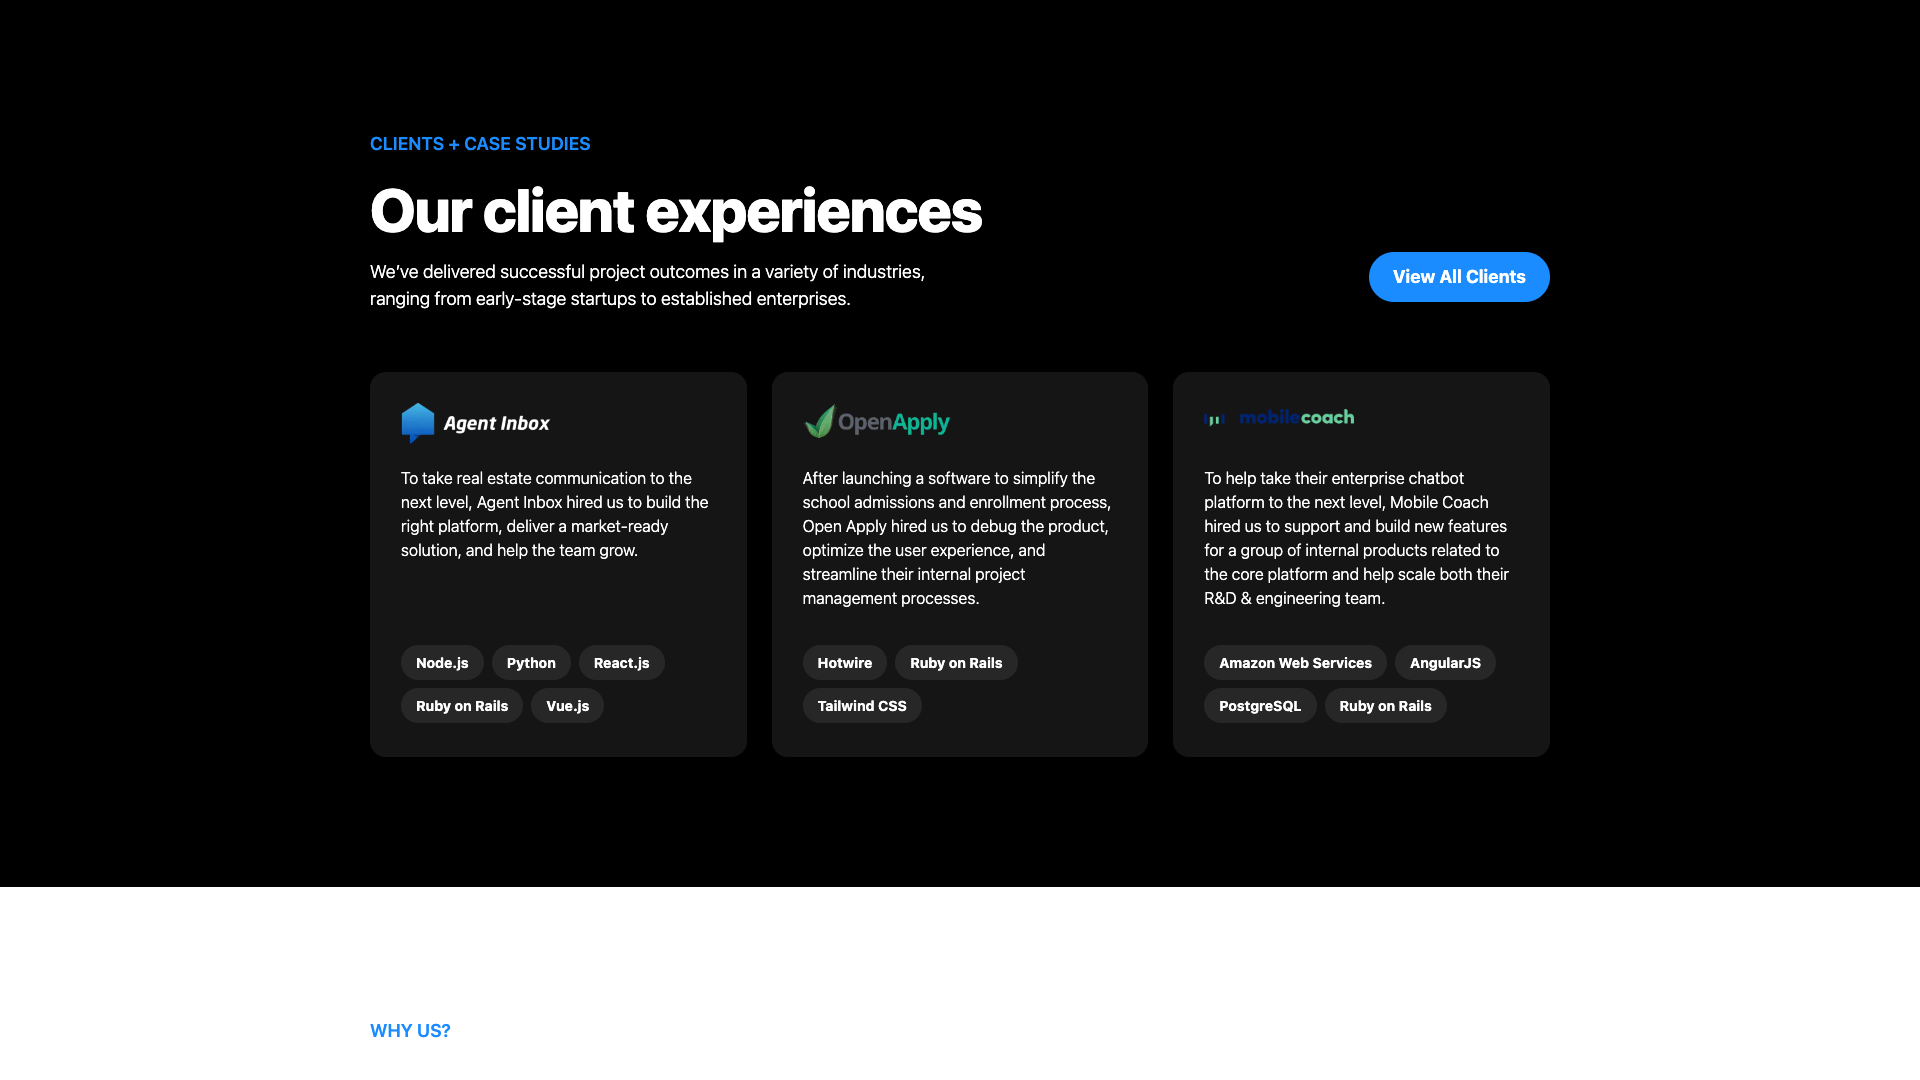 CLIENTS + CASE STUDIES
Our client experiences
We’ve delivered successful project outcomes in a variety of industries,
ranging from early-stage startups to established enterprises.
View All Clients
Agent Inbox
To take real estate communication to the
next level, Agent Inbox hired us to build the
right platform, deliver a market-ready
solution, and help the team grow.
Node.js
Python
React.js
Ruby on Rails
Vue.js
OpenApply
After launching a software to simplify the
school admissions and enrollment process,
Open Apply hired us to debug the product,
optimize the user experience, and
streamline their internal project
management processes.
Hotwire
Ruby on Rails
Tailwind CSS
mobilecoach
To help take their enterprise chatbot
platform to the next level, Mobile Coach
hired us to support and build new features
for a group of internal products related to
the core platform and help scale both their
R&D & engineering team.
Amazon Web Services
AngularJS
PostgreSQL
Ruby on Rails
WHY US?